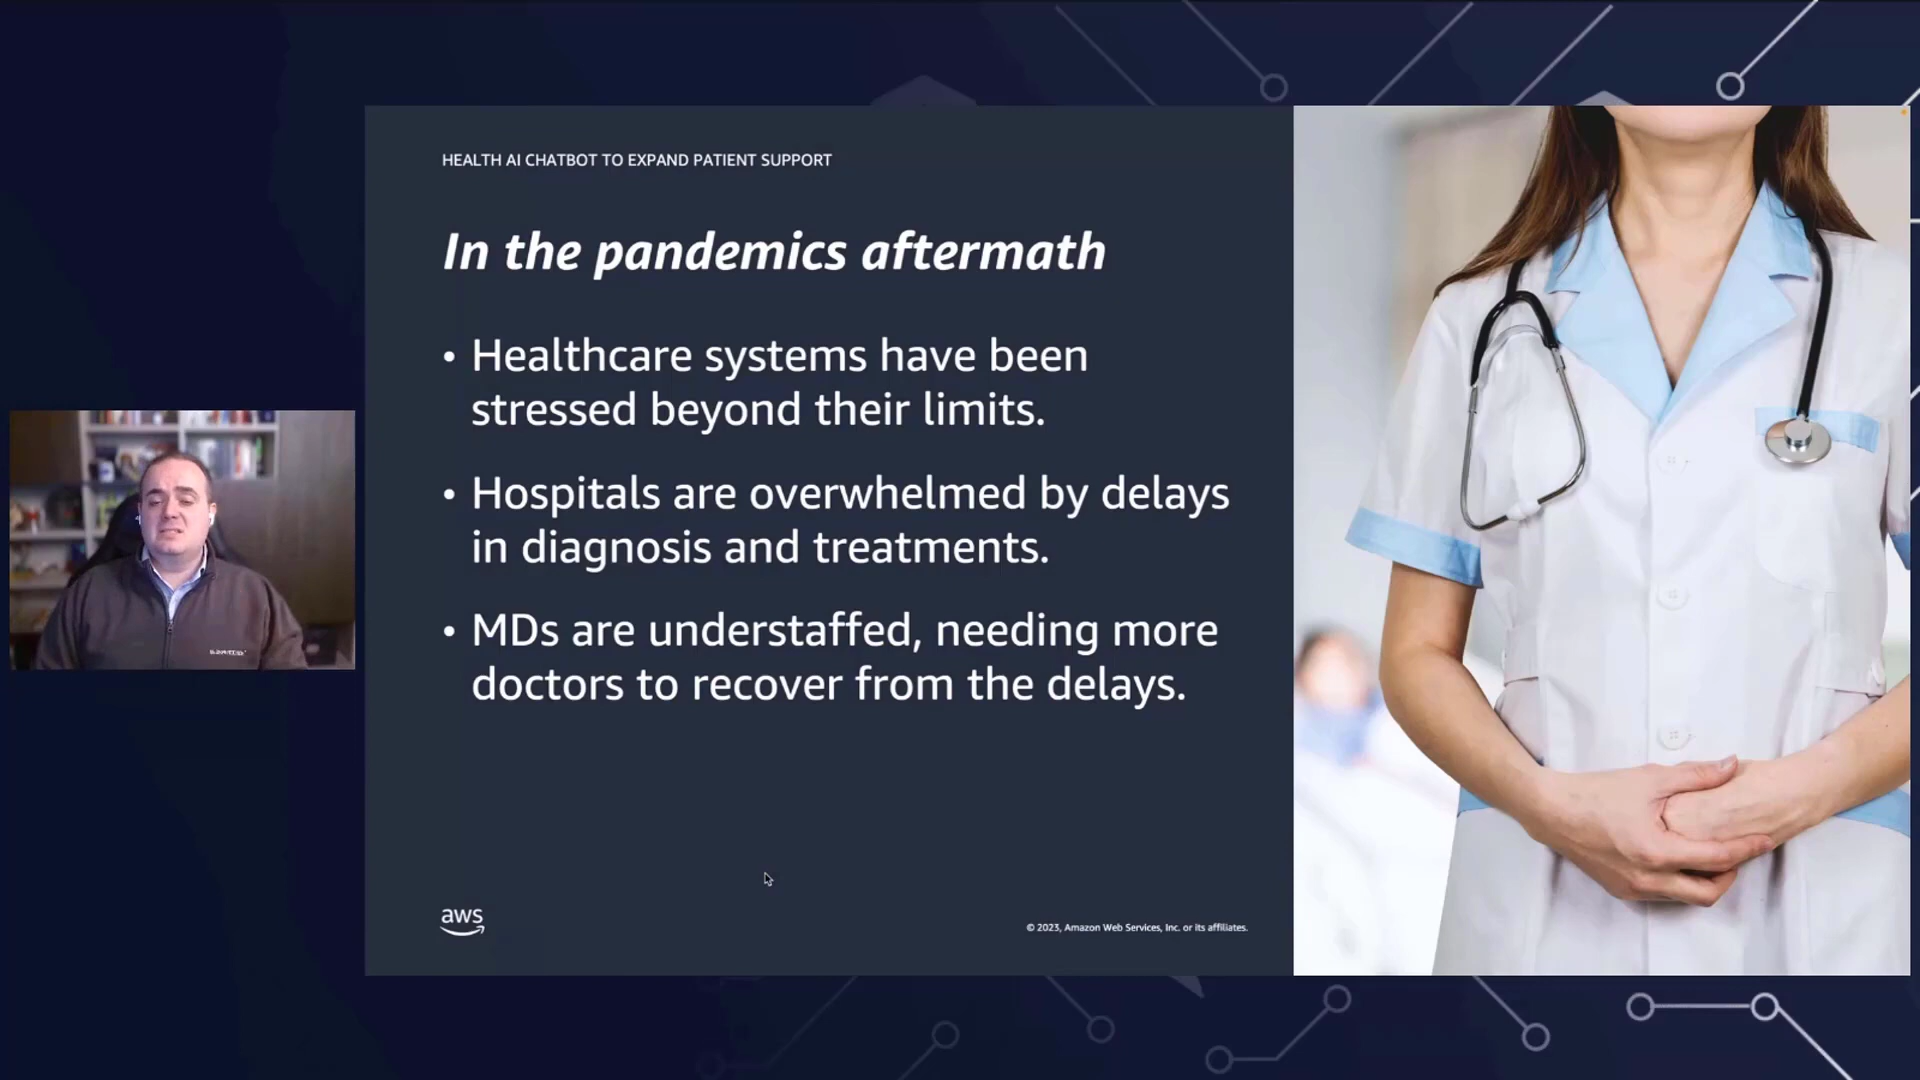 HEALTH AI CHATBOT TO EXPAND PATIENT SUPPORT
In the pandemics aftermath
• Healthcare systems have been
stressed beyond their limits.
• Hospitals are overwhelmed by delays
in diagnosis and treatments.
• MDs are understaffed, needing more
doctors to recover from the delays.
aws
© 2023, Amazon Web Services, Inc. or its affiliates.